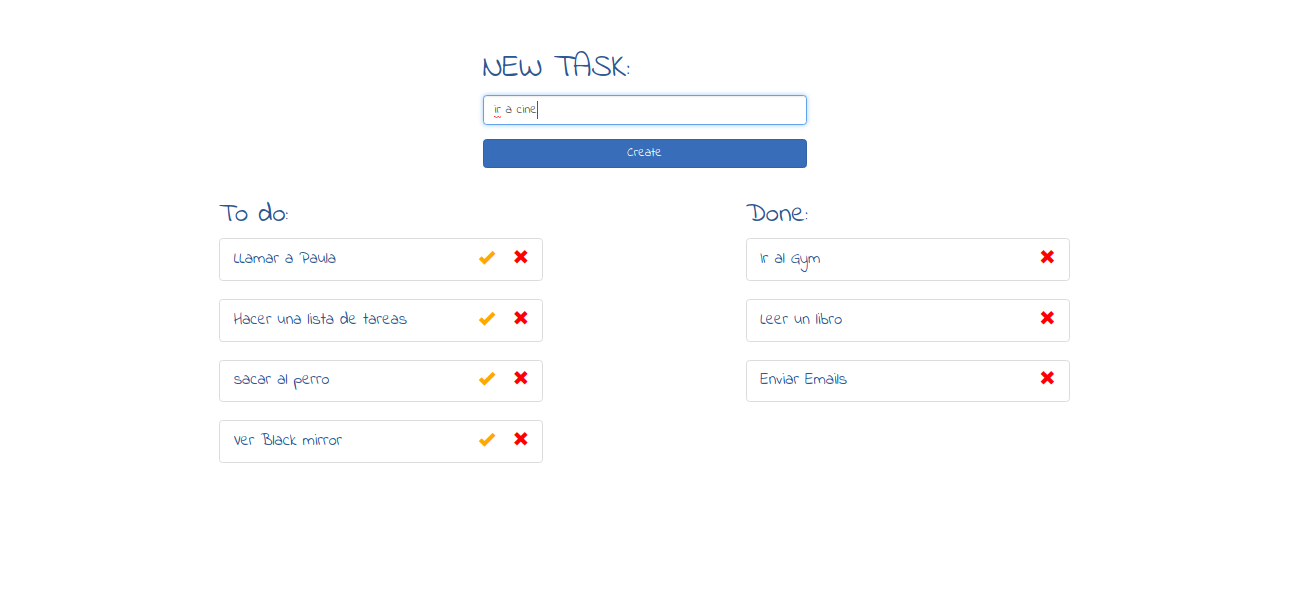 NEW TASK:
ir a cine
Create
To do:
LLamar a Paula
Hacer una lista de tareas
sacar al perro
Ver Black mirror
Done:
Ir al Gym
Leer un libro
Enviar Emails